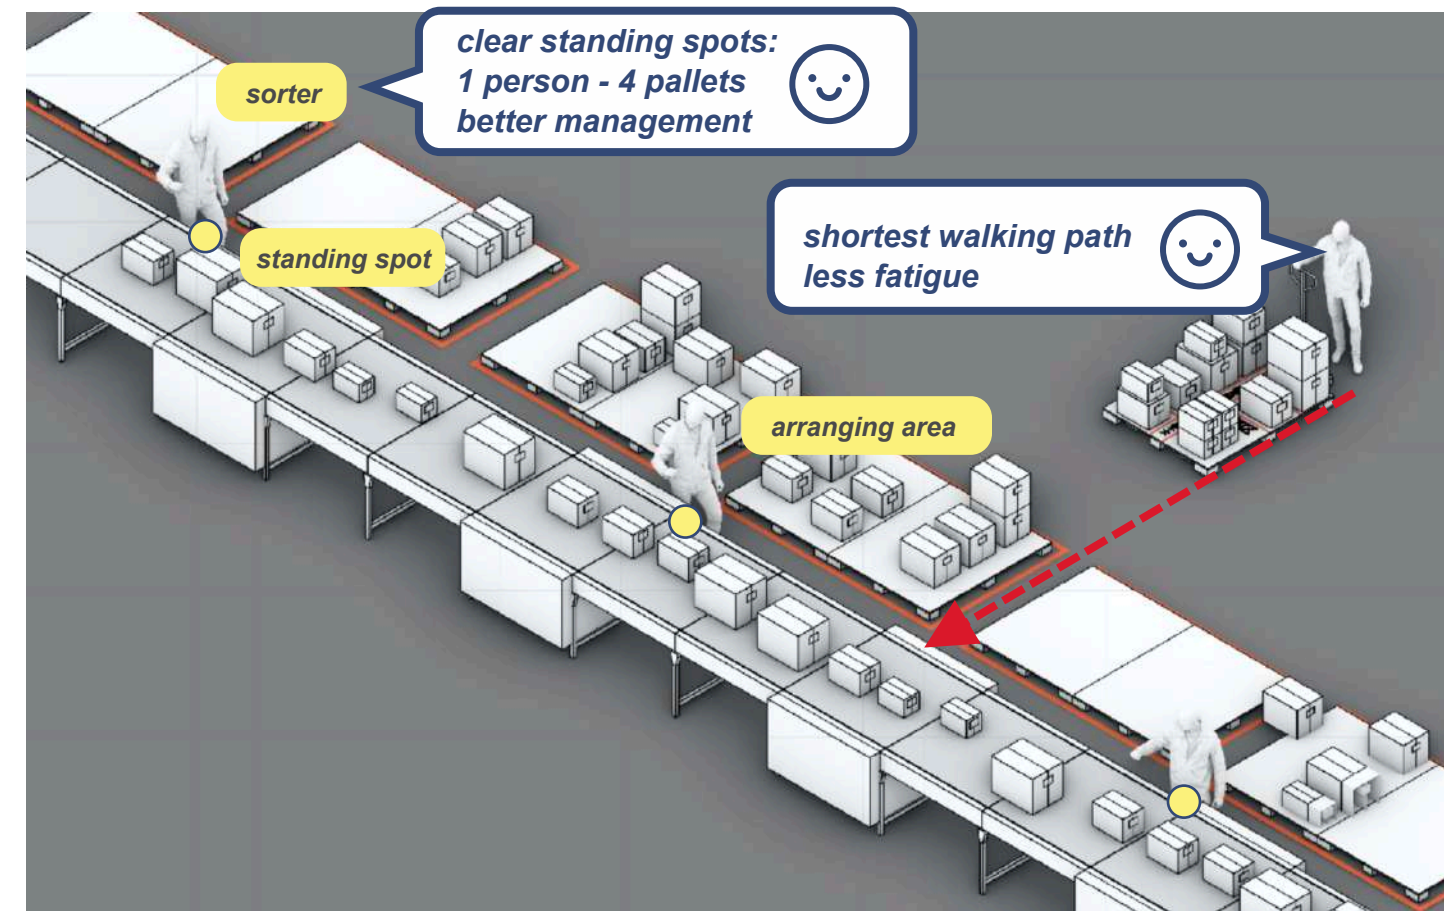 sorter
clear standing spots:
1 person - 4 pallets
better management
standing spot
shortest walking path
less fatigue
arranging area